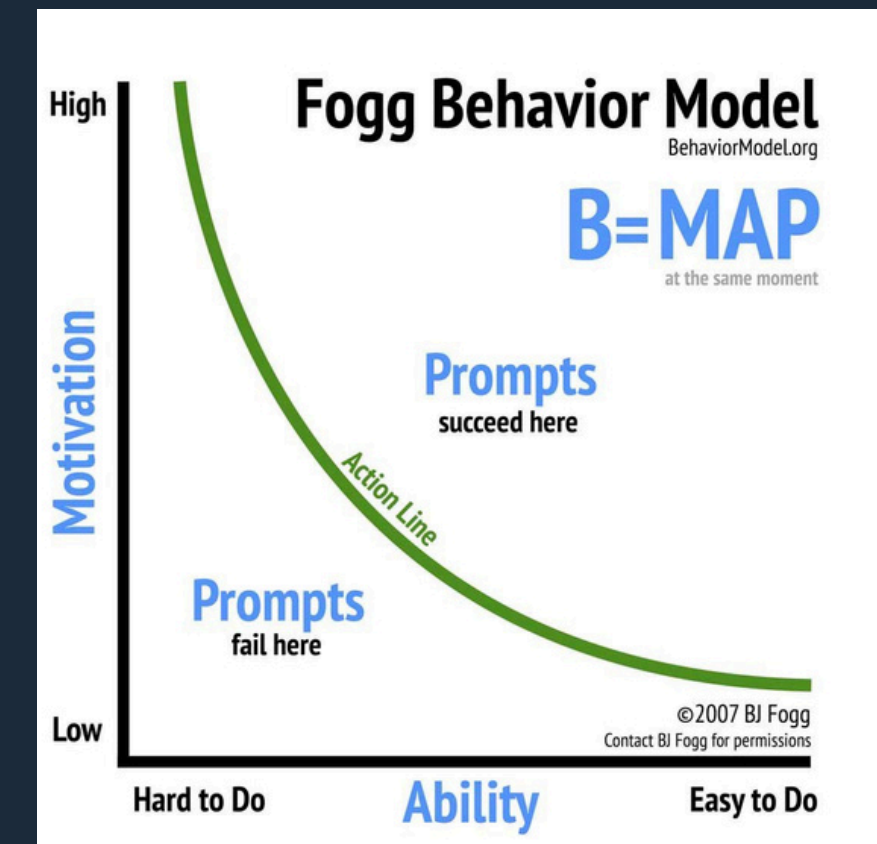 High
Fogg Behavior Model
BehaviorModel.org
B=MAP
at the same moment
Motivation
Prompts
succeed here
Action Line
Prompts
fail here
Low
©2007 BJ Fogg
Contact BJ Fogg for permissions
Hard to Do
Ability
Easy to Do